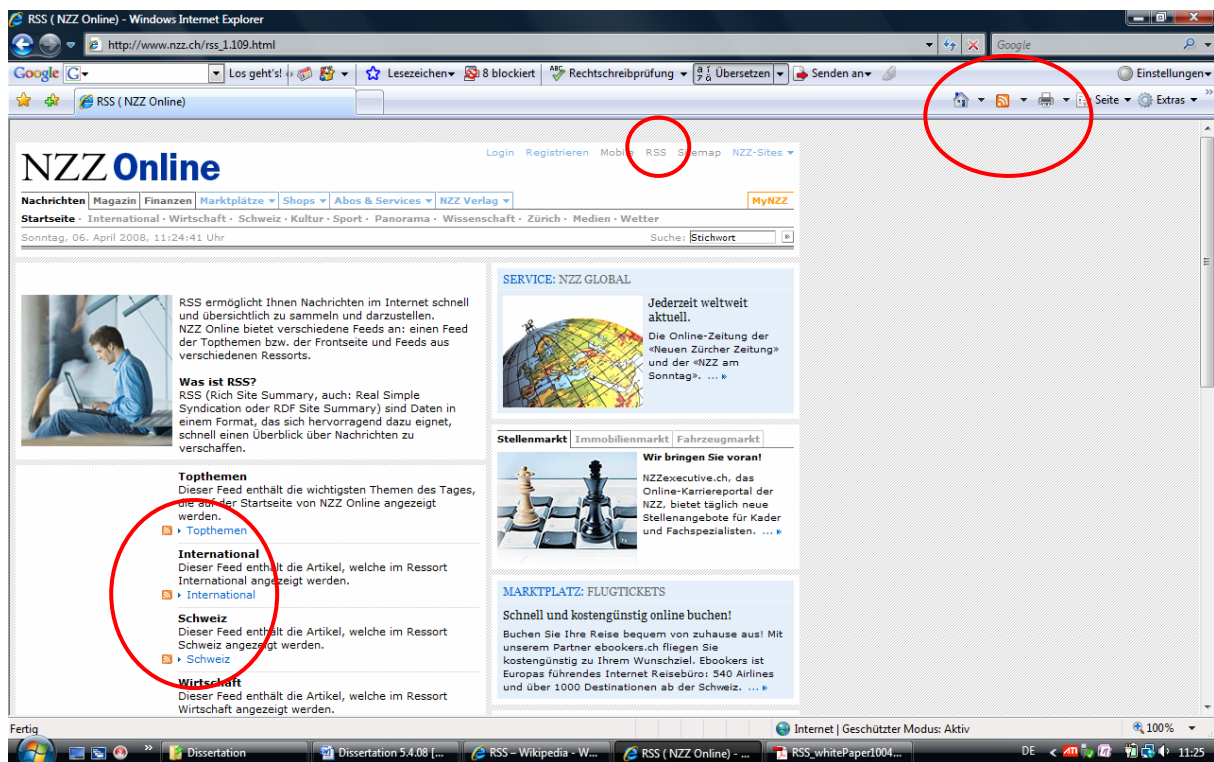 RSS ( NZZ Online) - Windows Internet Explorer
http://www.nzz.ch/rss_1.109.html
Google
Google G
Los geht's!
Lesezeichen
8 blockiert
Rechtschreibprüfung
Übersetzen
Senden an
Einstellungen
RSS ( NZZ Online)
Seite
Extras
NZZ Online
Login Registrieren Mobile RSS Sitemap NZZ-Sites
Nachrichten Magazin Finanzen Marktplätze Shops Abos & Services NZZ Verlag MyNZZ
Startseite · International · Wirtschaft · Schweiz · Kultur · Sport · Panorama · Wissenschaft · Zürich · Medien · Wetter
Sonntag, 06. April 2008, 11:24:41 Uhr
Suche: Stichwort
RSS ermöglicht Ihnen Nachrichten im Internet schnell
und übersichtlich zu sammeln und darzustellen.
NZZ Online bietet verschiedene Feeds an: einen Feed
der Topthemen bzw. der Frontseite und Feeds aus
verschiedenen Ressorts.
Was ist RSS?
RSS (Rich Site Summary, auch: Real Simple
Syndication oder RDF Site Summary) sind Daten in
einem Format, das sich hervorragend dazu eignet,
schnell einen Überblick über Nachrichten zu
verschaffen.
Topthemen
Dieser Feed enthält die wichtigsten Themen des Tages,
die auf der Startseite von NZZ Online angezeigt
werden.
Topthemen
International
Dieser Feed enthält die Artikel, welche im Ressort
International angezeigt werden.
International
Schweiz
Dieser Feed enthält die Artikel, welche im Ressort
Schweiz angezeigt werden.
Schweiz
Wirtschaft
Dieser Feed enthält die Artikel, welche im Ressort
Wirtschaft angezeigt werden.
SERVICE: NZZ GLOBAL
Jederzeit weltweit
aktuell.
Die Online-Zeitung der
«Neuen Zürcher Zeitung»
und der «NZZ am
Sonntag». ...
Stellenmarkt Immobilienmarkt Fahrzeugmarkt
Wir bringen Sie voran!
NZZexecutive.ch, das
Online-Karriereportal der
NZZ, bietet täglich neue
Stellenangebote für Kader
und Fachspezialisten. ...
MARKTPLATZ: FLUGTICKETS
Schnell und kostengünstig online buchen!
Buchen Sie Ihre Reise bequem von zuhause aus! Mit
unserem Partner ebookers.ch fliegen Sie
kostengünstig zu Ihrem Wunschziel. Ebookers ist
Europas führendes Internet Reisebüro: 540 Airlines
und über 1000 Destinationen ab der Schweiz. ...
Fertig
Internet | Geschützter Modus: Aktiv
100%
Dissertation
Dissertation 5.4.08 [...
RSS – Wikipedia - W...
RSS ( NZZ Online) - ...
RSS_whitePaper1004...
DE
11:25